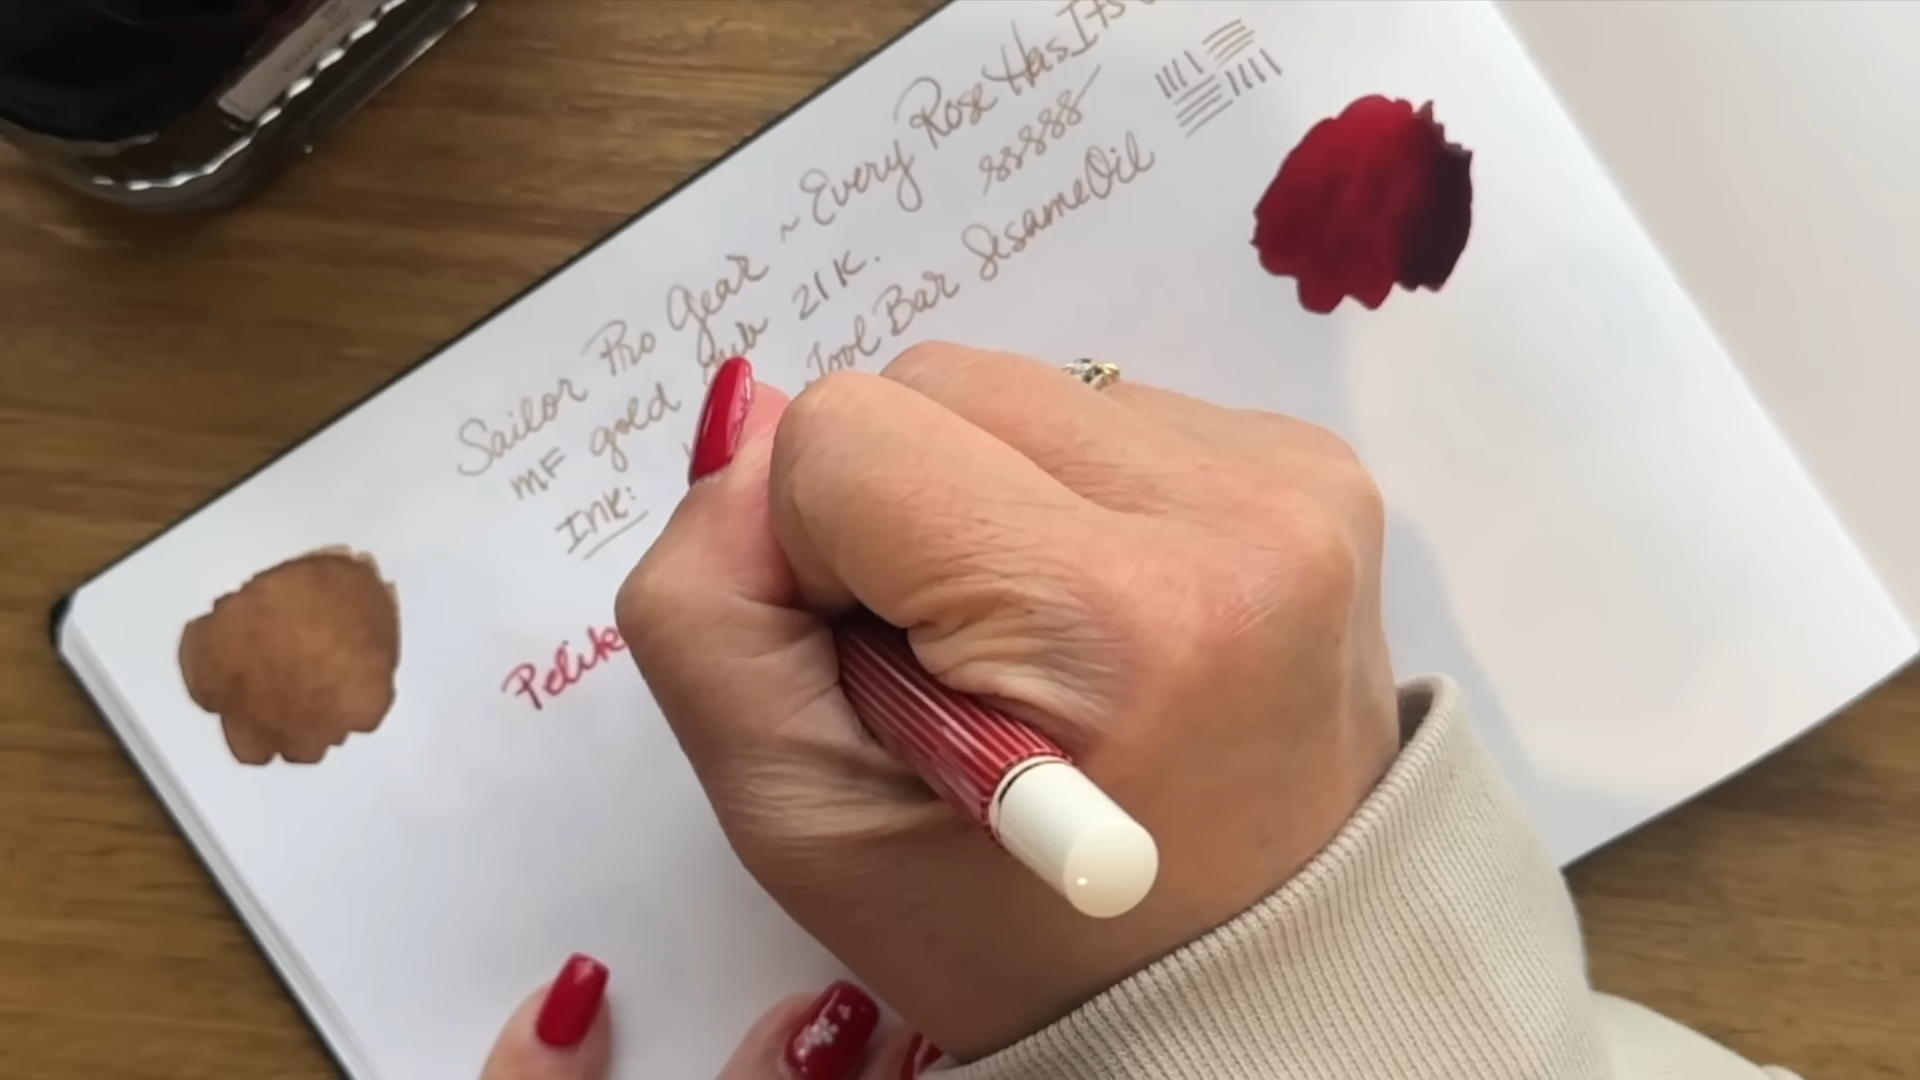 Sailor Pro Gear ~ Every Rose Has Its
MF gold nib 21K. 
INK: Tool Bar Sesame Oil
Pelik